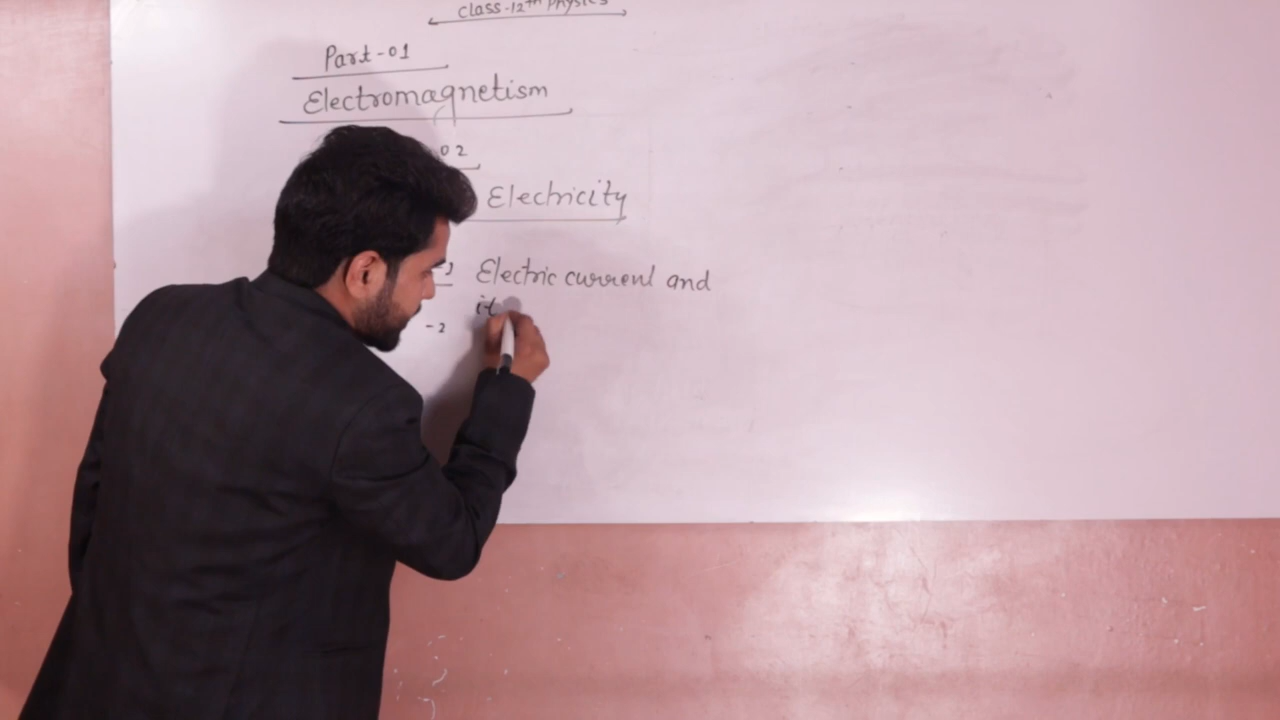 class-12th Physics
Part-01
Electromagnetism
02
Electricity
Electric current and
it
-2